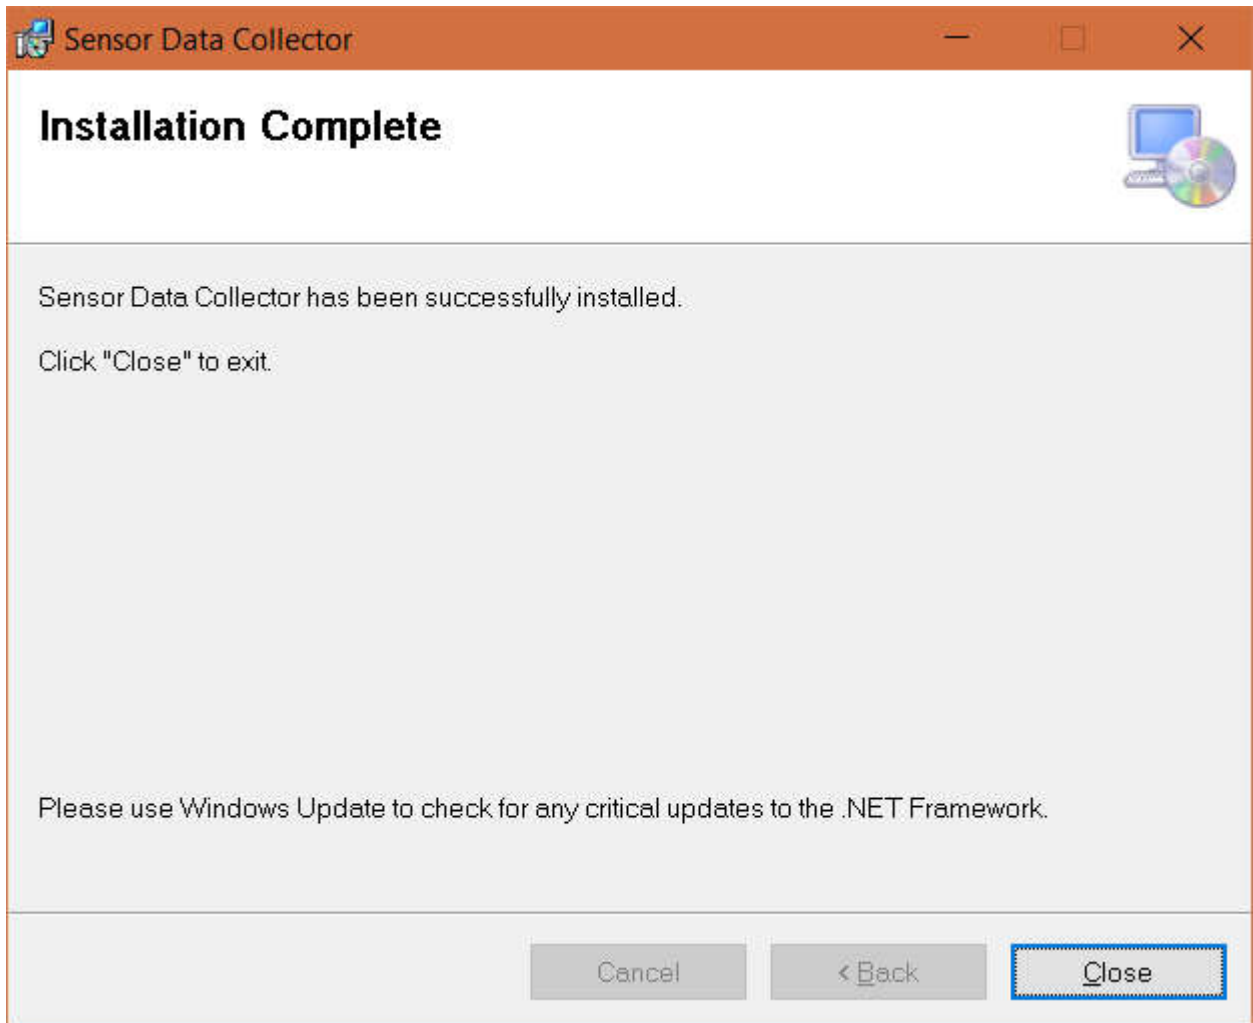 Sensor Data Collector
Installation Complete
Sensor Data Collector has been successfully installed.
Click "Close" to exit.
Please use Windows Update to check for any critical updates to the .NET Framework.
Cancel
< Back
Close